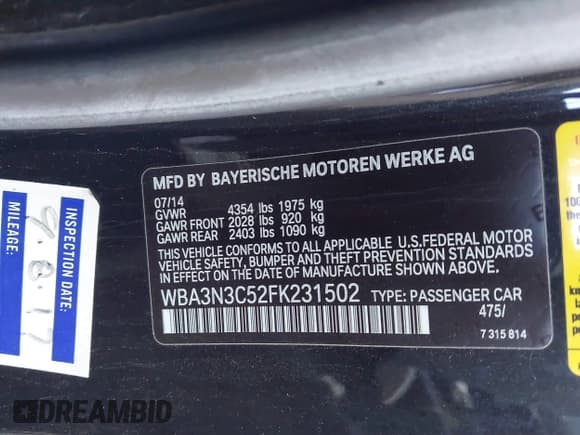 MFD BY BAYERISCHE MOTOREN WERKE AG
07/14
GVWR 4354 lbs 1975 kg
GAWR FRONT 2028 lbs 920 kg
GAWR REAR 2403 lbs 1090 kg
THIS VEHICLE CONFORMS TO ALL APPLICABLE U.S.FEDERAL MOTOR
VEHICLE SAFETY, BUMPER AND THEFT PREVENTION STANDARDS
IN EFFECT ON THE DATE OF MANUFACTURE SHOWN ABOVE.
WBA3N3C52FK231502 TYPE: PASSENGER CAR
475/
7 315 814
INSPECTION DATE:
9.8.17
MILEAGE:
DREAMBID